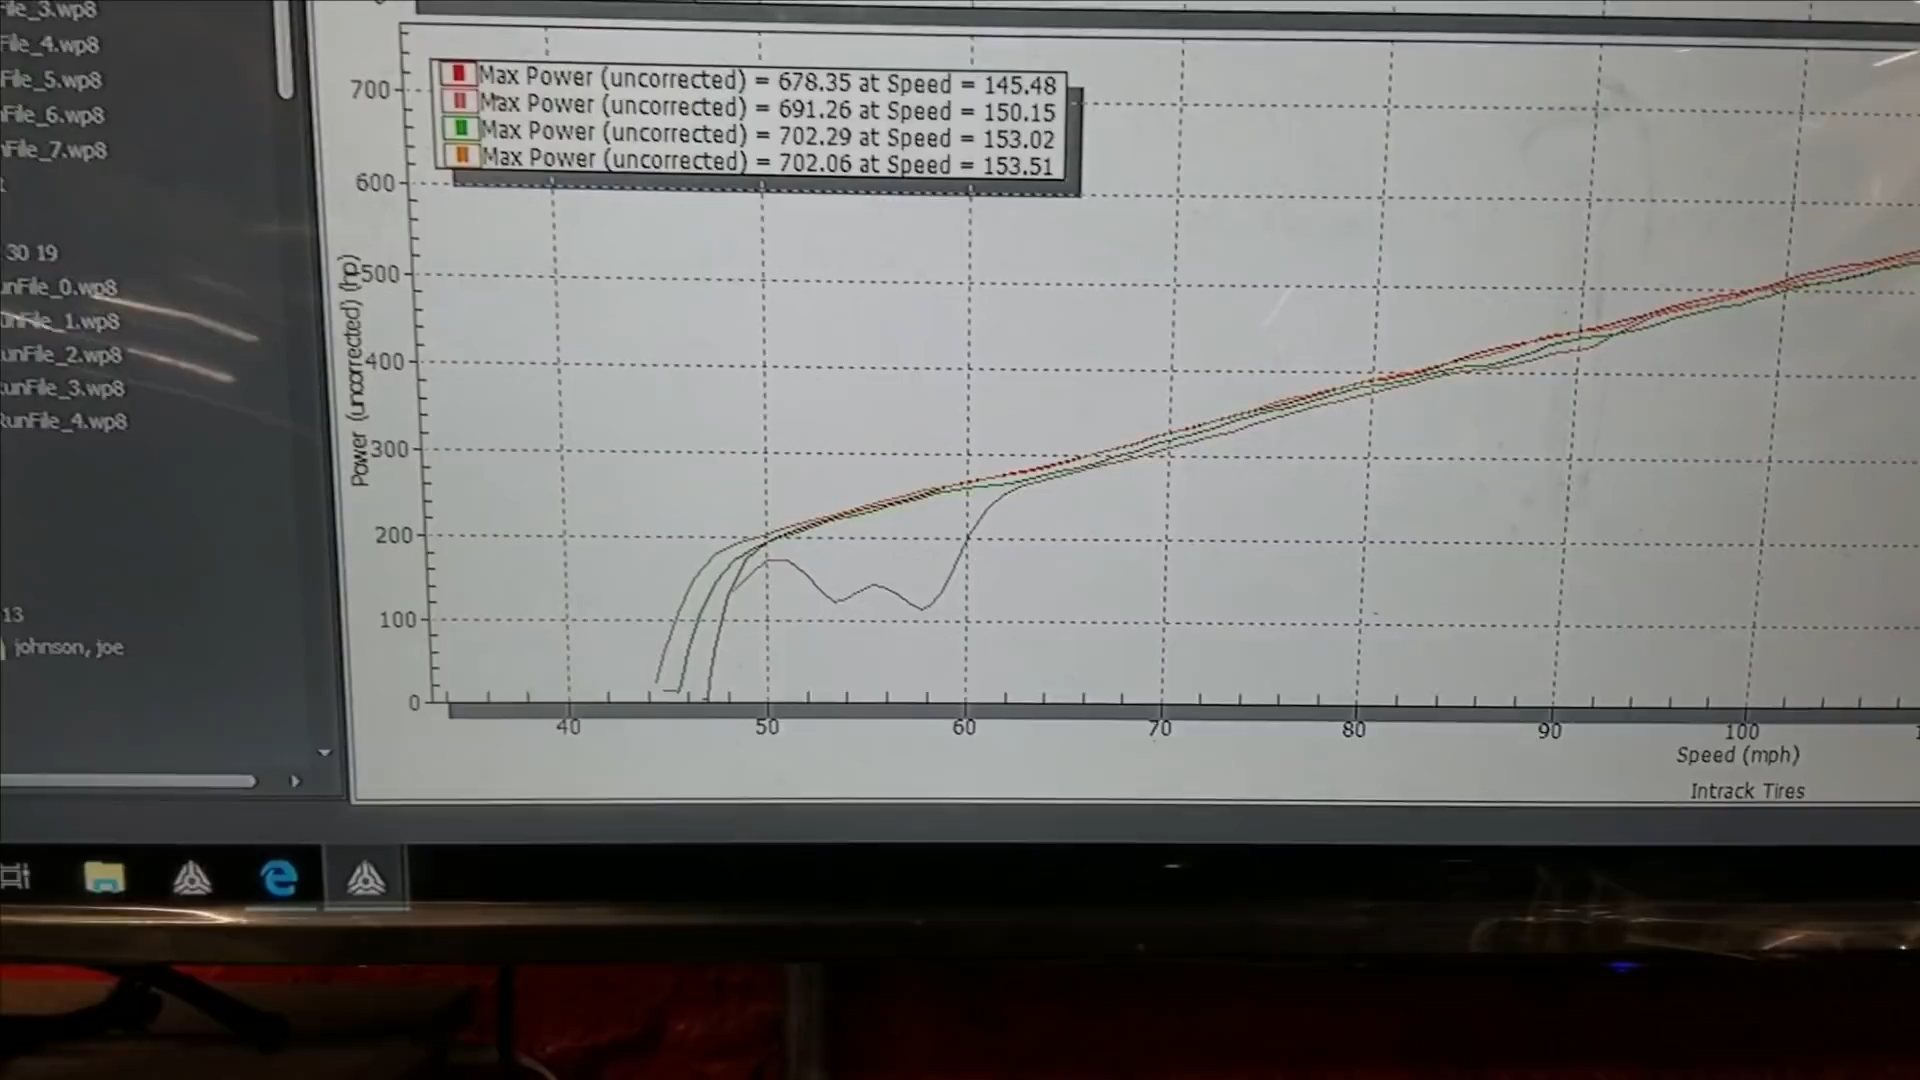 File_3.wp8
File_4.wp8
File_5.wp8
File_6.wp8
File_7.wp8
30 19
unFile_0.wp8
unFile_1.wp8
unFile_2.wp8
unFile_3.wp8
RunFile_4.wp8
13
johnson, joe
Max Power (uncorrected) = 678.35 at Speed = 145.48
Max Power (uncorrected) = 691.26 at Speed = 150.15
Max Power (uncorrected) = 702.29 at Speed = 153.02
Max Power (uncorrected) = 702.06 at Speed = 153.51
Power (uncorrected) (hp)
700
600
500
400
300
200
100
0
40 50 60 70 80 90 100
Speed (mph)
Intrack Tires